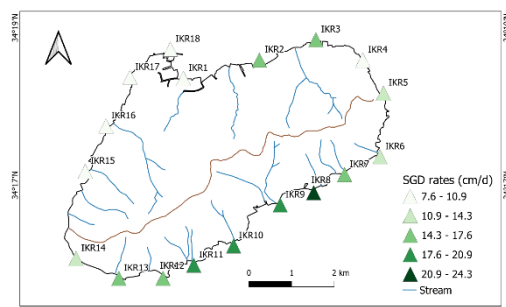 34°19'N
34°17'N
IKR18
IKR3
IKR2
IKR4
IKR17
IKR1
IKR5
IKR16
IKR6
IKR15
IKR7
IKR8
IKR9
IKR10
IKR14
IKR11
IKR13
IKR12
SGD rates (cm/d)
7.6 - 10.9
10.9 - 14.3
14.3 - 17.6
17.6 - 20.9
20.9 - 24.3
Stream
0 1 2 km